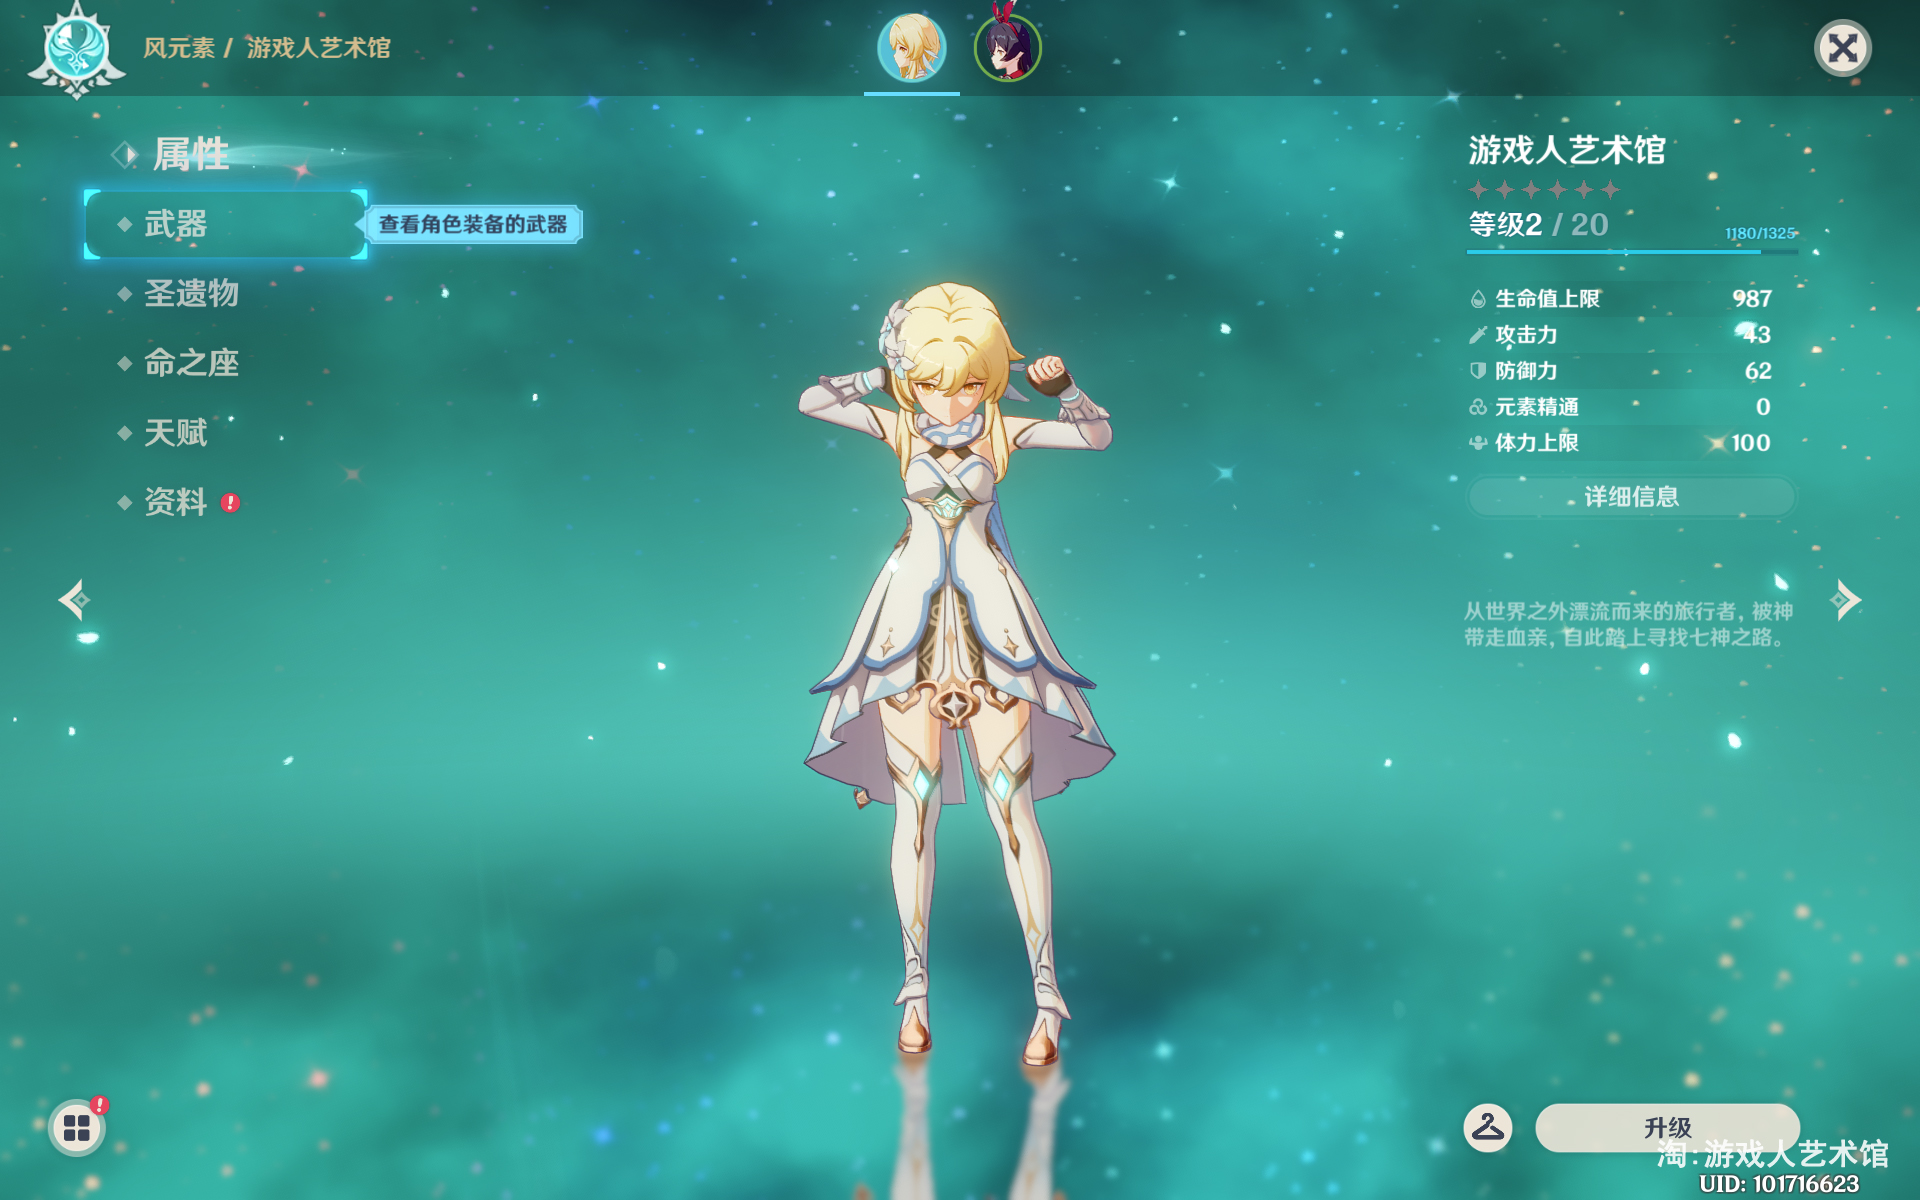 风元素 / 游戏人艺术馆
属性
武器
查看角色装备的武器
圣遗物
命之座
天赋
资料
游戏人艺术馆
等级2 / 20
1180/1325
生命值上限 987
攻击力 43
防御力 62
元素精通 0
体力上限 100
详细信息
从世界之外漂流而来的旅行者, 被神
带走血亲, 自此踏上寻找七神之路。
升级
淘:游戏人艺术馆
UID: 101716623